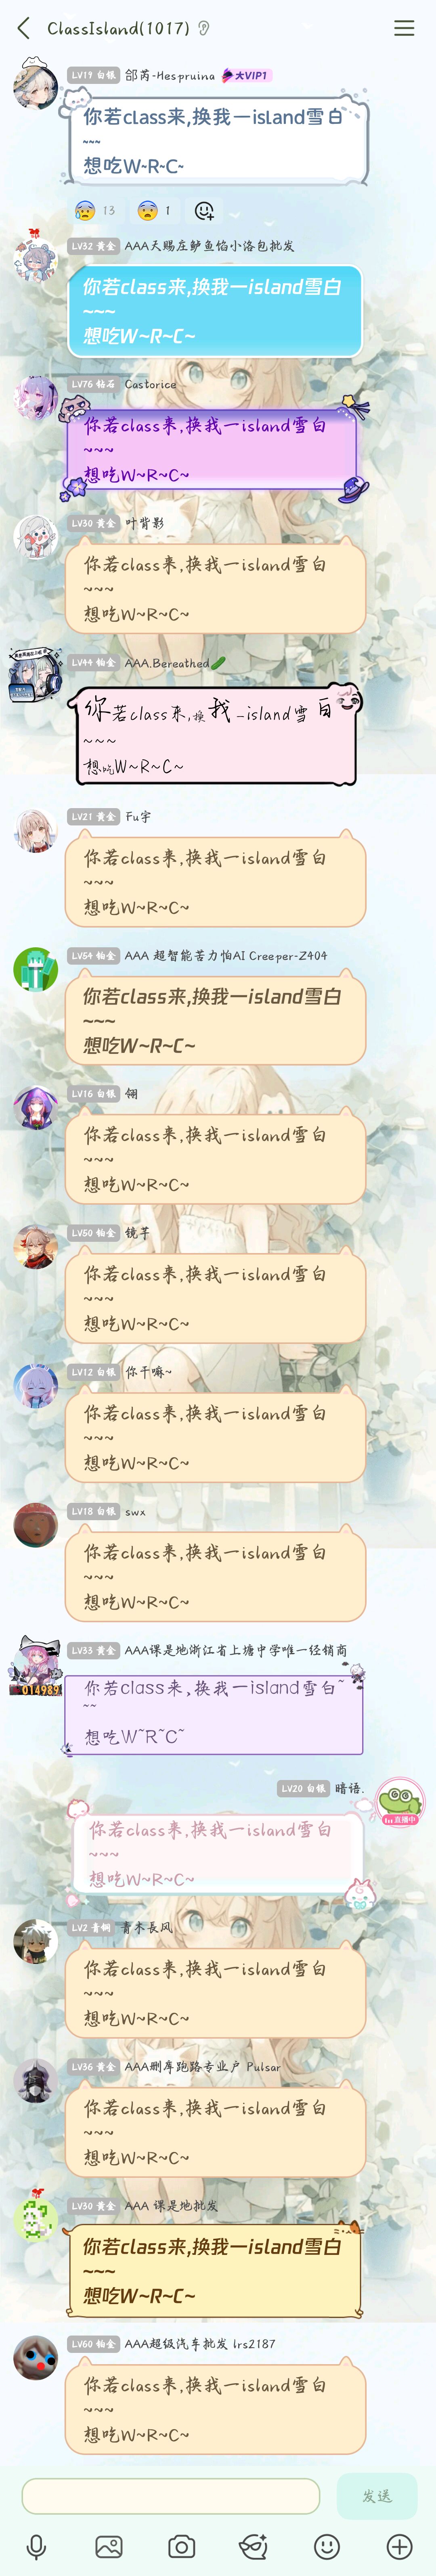 ClassIsland(1017)
LV19 白银 郃芮-Hespruina 大VIP1
你若class来,换我一island雪白
~~~
想吃W~R~C~
13 1
LV32 黄金 AAA天赐庄鲈鱼馅小洛包批发
你若class来,换我一island雪白
~~~
想吃W~R~C~
LV76 钻石 Castorice
你若class来,换我一island雪白
~~~
想吃W~R~C~
LV30 黄金 叶背影
你若class来,换我一island雪白
~~~
想吃W~R~C~
LV44 铂金 AAA.Bereathed
你若class来,换我一island雪白
~~~
想吃W~R~C~
LV21 黄金 Fu宇
你若class来,换我一island雪白
~~~
想吃W~R~C~
LV54 铂金 AAA 超智能苦力怕AI Creeper-Z404
你若class来,换我一island雪白
~~~
想吃W~R~C~
LV16 白银 翎
你若class来,换我一island雪白
~~~
想吃W~R~C~
LV50 铂金 镜芊
你若class来,换我一island雪白
~~~
想吃W~R~C~
LV12 白银 你干嘛~
你若class来,换我一island雪白
~~~
想吃W~R~C~
LV18 白银 swx
你若class来,换我一island雪白
~~~
想吃W~R~C~
LV33 黄金 AAA课是地浙江省上塘中学唯一经销商
014989
你若class来,换我一island雪白~
~~
想吃W~R~C~
LV20 白银 暗语.
直播中
你若class来,换我一island雪白
~~~
想吃W~R~C~
LV2 青铜 青木長风
你若class来,换我一island雪白
~~~
想吃W~R~C~
LV36 黄金 AAA删库跑路专业户 Pulsar
你若class来,换我一island雪白
~~~
想吃W~R~C~
LV30 黄金 AAA 课是地批发
你若class来,换我一island雪白
~~~
想吃W~R~C~
LV60 铂金 AAA超级汽车批发 lrs2187
你若class来,换我一island雪白
~~~
想吃W~R~C~
发送